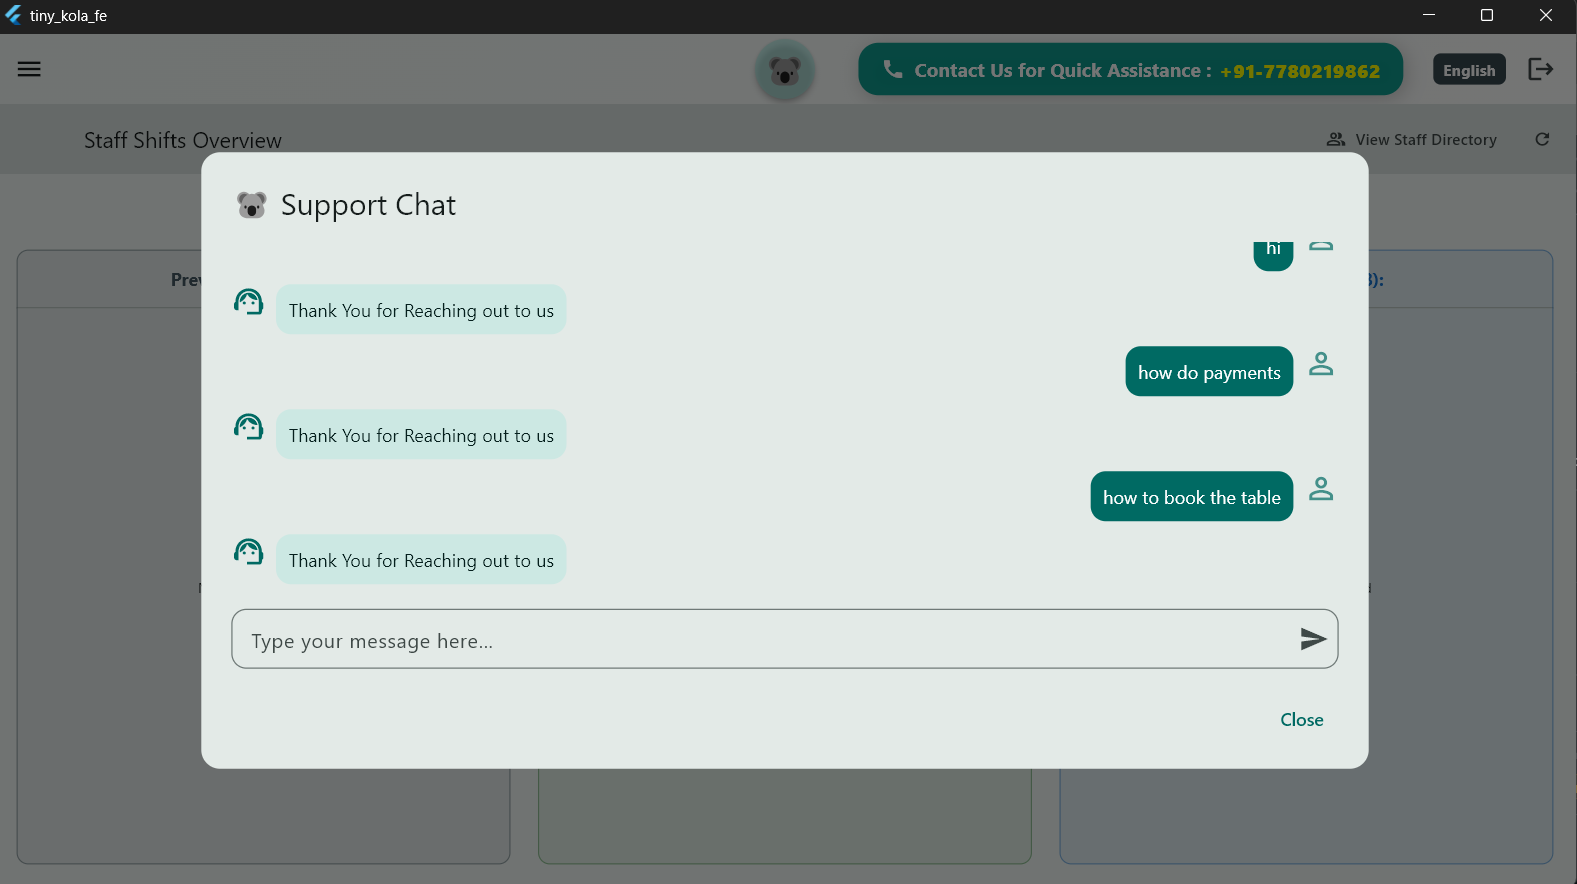 tiny_kola_fe
Contact Us for Quick Assistance : +91-7780219862
English
Staff Shifts Overview
View Staff Directory
Support Chat
hi
Thank You for Reaching out to us
how do payments
Thank You for Reaching out to us
how to book the table
Thank You for Reaching out to us
Type your message here...
Close